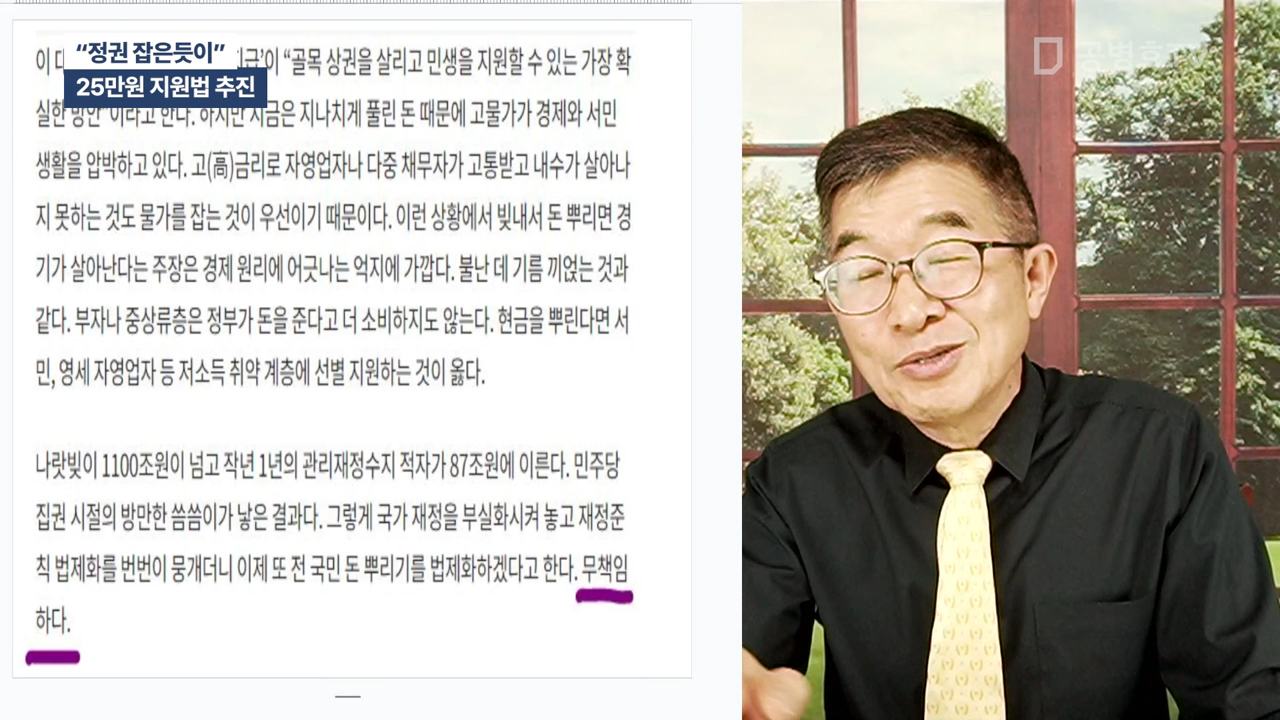 “정권 잡은듯이”
25만원 지원법 추진
이 “골목 상권을 살리고 민생을 지원할 수 있는 가장 확
실한 방안”이라고 한다. 하지만 지금은 지나치게 풀린 돈 때문에 고물가가 경제와 서민
생활을 압박하고 있다. 고(高)금리로 자영업자나 다중 채무자가 고통받고 내수가 살아나
지 못하는 것도 물가를 잡는 것이 우선이기 때문이다. 이런 상황에서 빚내서 돈 뿌리면 경
기가 살아난다는 주장은 경제 원리에 어긋나는 억지에 가깝다. 불난 데 기름 끼얹는 것과
같다. 부자나 중상류층은 정부가 돈을 준다고 더 소비하지도 않는다. 현금을 뿌린다면 서
민, 영세 자영업자 등 저소득 취약 계층에 선별 지원하는 것이 옳다.
나랏빚이 1100조원이 넘고 작년 1년의 관리재정수지 적자가 87조원에 이른다. 민주당
집권 시절의 방만한 씀씀이가 낳은 결과다. 그렇게 국가 재정을 부실화시켜 놓고 재정준
칙 법제화를 번번이 뭉개더니 이제 또 전 국민 돈 뿌리기를 법제화하겠다고 한다. 무책임
하다.
공병호TV